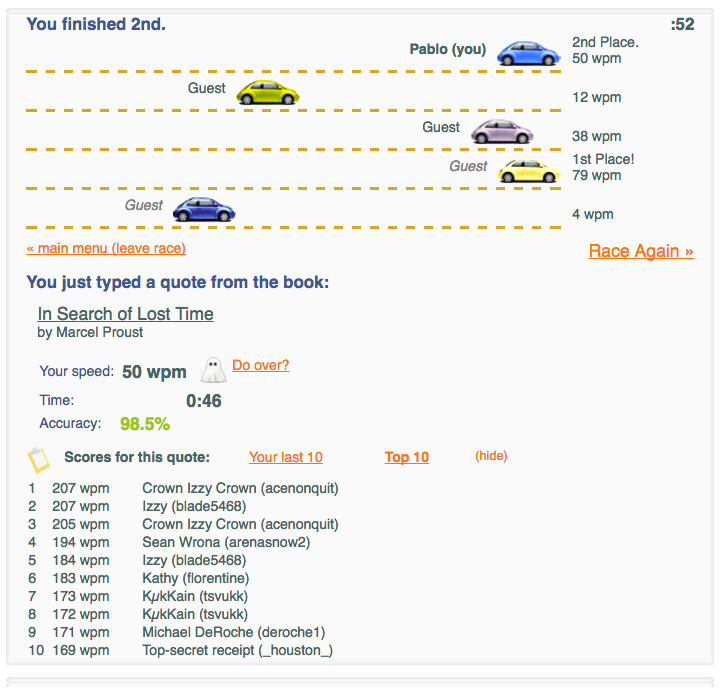 You finished 2nd. :52
Pablo (you) 2nd Place.
50 wpm
Guest 12 wpm
Guest 38 wpm
Guest 1st Place!
79 wpm
Guest 4 wpm
« main menu (leave race) Race Again »
You just typed a quote from the book:
In Search of Lost Time
by Marcel Proust
Your speed: 50 wpm Do over?
Time: 0:46
Accuracy: 98.5%
Scores for this quote: Your last 10 Top 10 (hide)
1 207 wpm Crown Izzy Crown (acenonquit)
2 207 wpm Izzy (blade5468)
3 205 wpm Crown Izzy Crown (acenonquit)
4 194 wpm Sean Wrona (arenasnow2)
5 184 wpm Izzy (blade5468)
6 183 wpm Kathy (florentine)
7 173 wpm KµkKain (tsvukk)
8 172 wpm KµkKain (tsvukk)
9 171 wpm Michael DeRoche (deroche1)
10 169 wpm Top-secret receipt (_houston_)